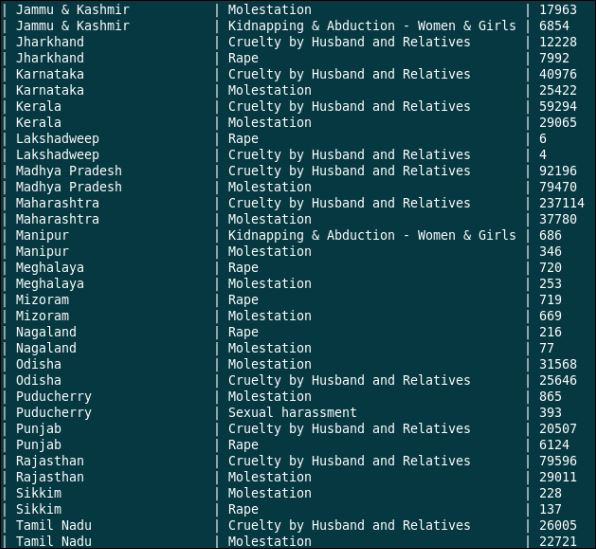 | Jammu & Kashmir | Molestation | 17963
| Jammu & Kashmir | Kidnapping & Abduction - Women & Girls | 6854
| Jharkhand | Cruelty by Husband and Relatives | 12228
| Jharkhand | Rape | 7992
| Karnataka | Cruelty by Husband and Relatives | 40976
| Karnataka | Molestation | 25422
| Kerala | Cruelty by Husband and Relatives | 59294
| Kerala | Molestation | 29065
| Lakshadweep | Rape | 6
| Lakshadweep | Cruelty by Husband and Relatives | 4
| Madhya Pradesh | Cruelty by Husband and Relatives | 92196
| Madhya Pradesh | Molestation | 79470
| Maharashtra | Cruelty by Husband and Relatives | 237114
| Maharashtra | Molestation | 37780
| Manipur | Kidnapping & Abduction - Women & Girls | 686
| Manipur | Molestation | 346
| Meghalaya | Rape | 720
| Meghalaya | Molestation | 253
| Mizoram | Rape | 719
| Mizoram | Molestation | 669
| Nagaland | Rape | 216
| Nagaland | Molestation | 77
| Odisha | Molestation | 31568
| Odisha | Cruelty by Husband and Relatives | 25646
| Puducherry | Molestation | 865
| Puducherry | Sexual harassment | 393
| Punjab | Cruelty by Husband and Relatives | 20507
| Punjab | Rape | 6124
| Rajasthan | Cruelty by Husband and Relatives | 79596
| Rajasthan | Molestation | 29011
| Sikkim | Molestation | 228
| Sikkim | Rape | 137
| Tamil Nadu | Cruelty by Husband and Relatives | 26005
| Tamil Nadu | Molestation | 22721